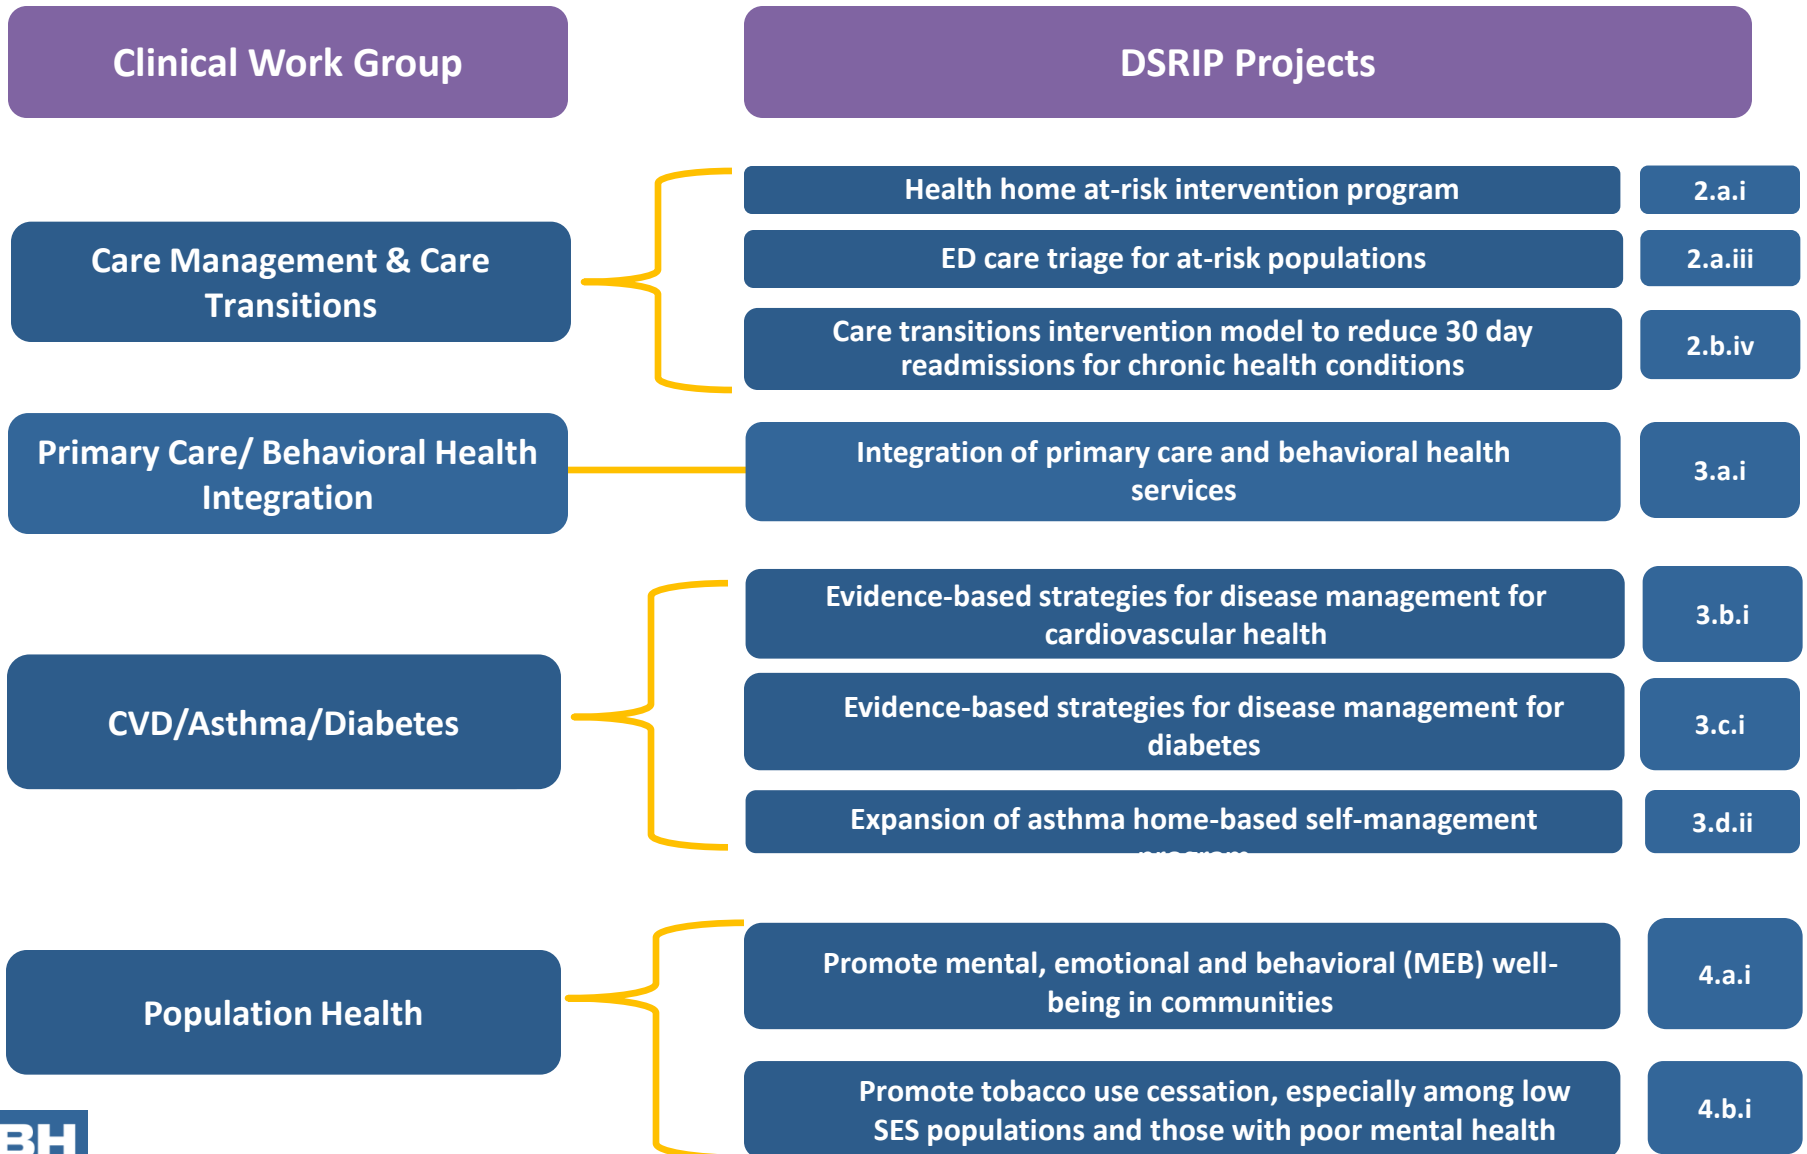 Clinical Work Group
DSRIP Projects
Care Management & Care
Transitions
Health home at-risk intervention program
2.a.i
ED care triage for at-risk populations
2.a.iii
Care transitions intervention model to reduce 30 day
readmissions for chronic health conditions
2.b.iv
Primary Care/ Behavioral Health
Integration
Integration of primary care and behavioral health
services
3.a.i
CVD/Asthma/Diabetes
Evidence-based strategies for disease management for
cardiovascular health
3.b.i
Evidence-based strategies for disease management for
diabetes
3.c.i
Expansion of asthma home-based self-management
program
3.d.ii
Population Health
Promote mental, emotional and behavioral (MEB) well-
being in communities
4.a.i
Promote tobacco use cessation, especially among low
SES populations and those with poor mental health
4.b.i
BH